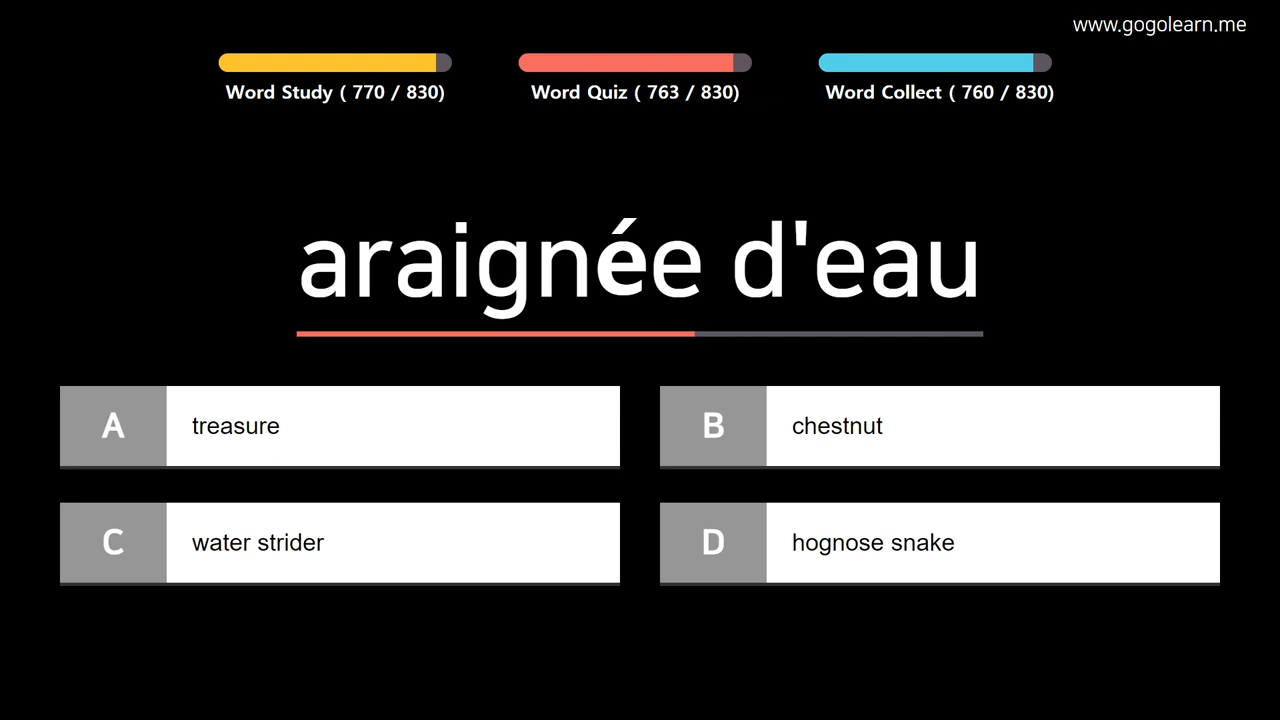 www.gogolearn.me
Word Study ( 770 / 830)
Word Quiz ( 763 / 830)
Word Collect ( 760 / 830)
araignée d'eau
A treasure
B chestnut
C water strider
D hognose snake